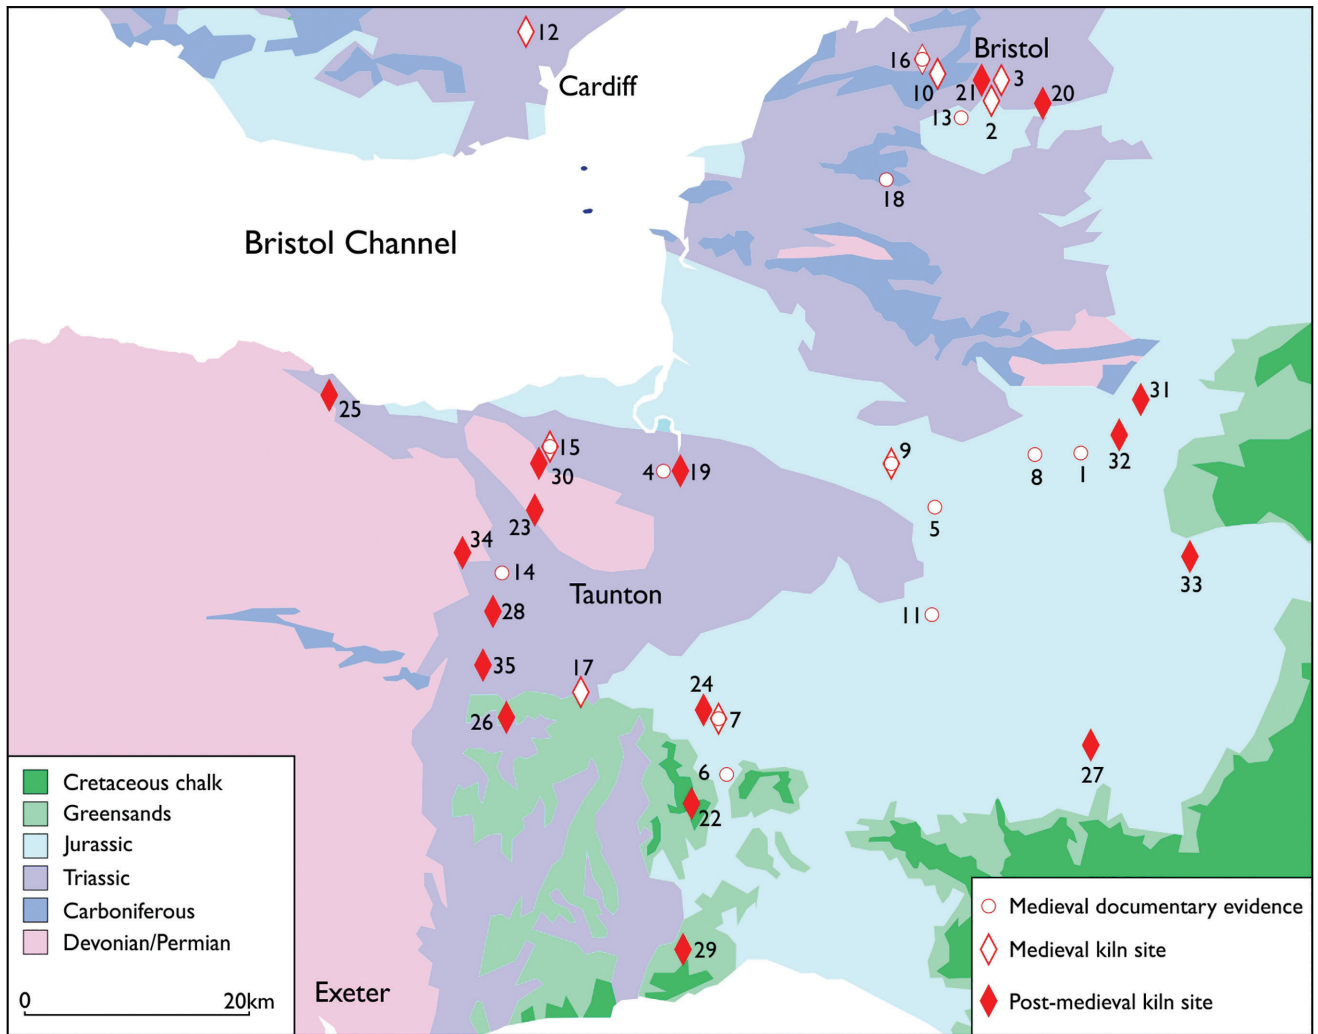 12
Cardiff
Bristol
16
10
21
3
20
13
2
18
Bristol Channel
25
15
30
4
19
9
31
32
8
1
23
5
34
14
33
Taunton
28
11
35
17
24
26
7
6
27
22
29
Cretaceous chalk
Greensands
Jurassic
Triassic
Carboniferous
Devonian/Permian
0 20km
Exeter
Medieval documentary evidence
Medieval kiln site
Post-medieval kiln site